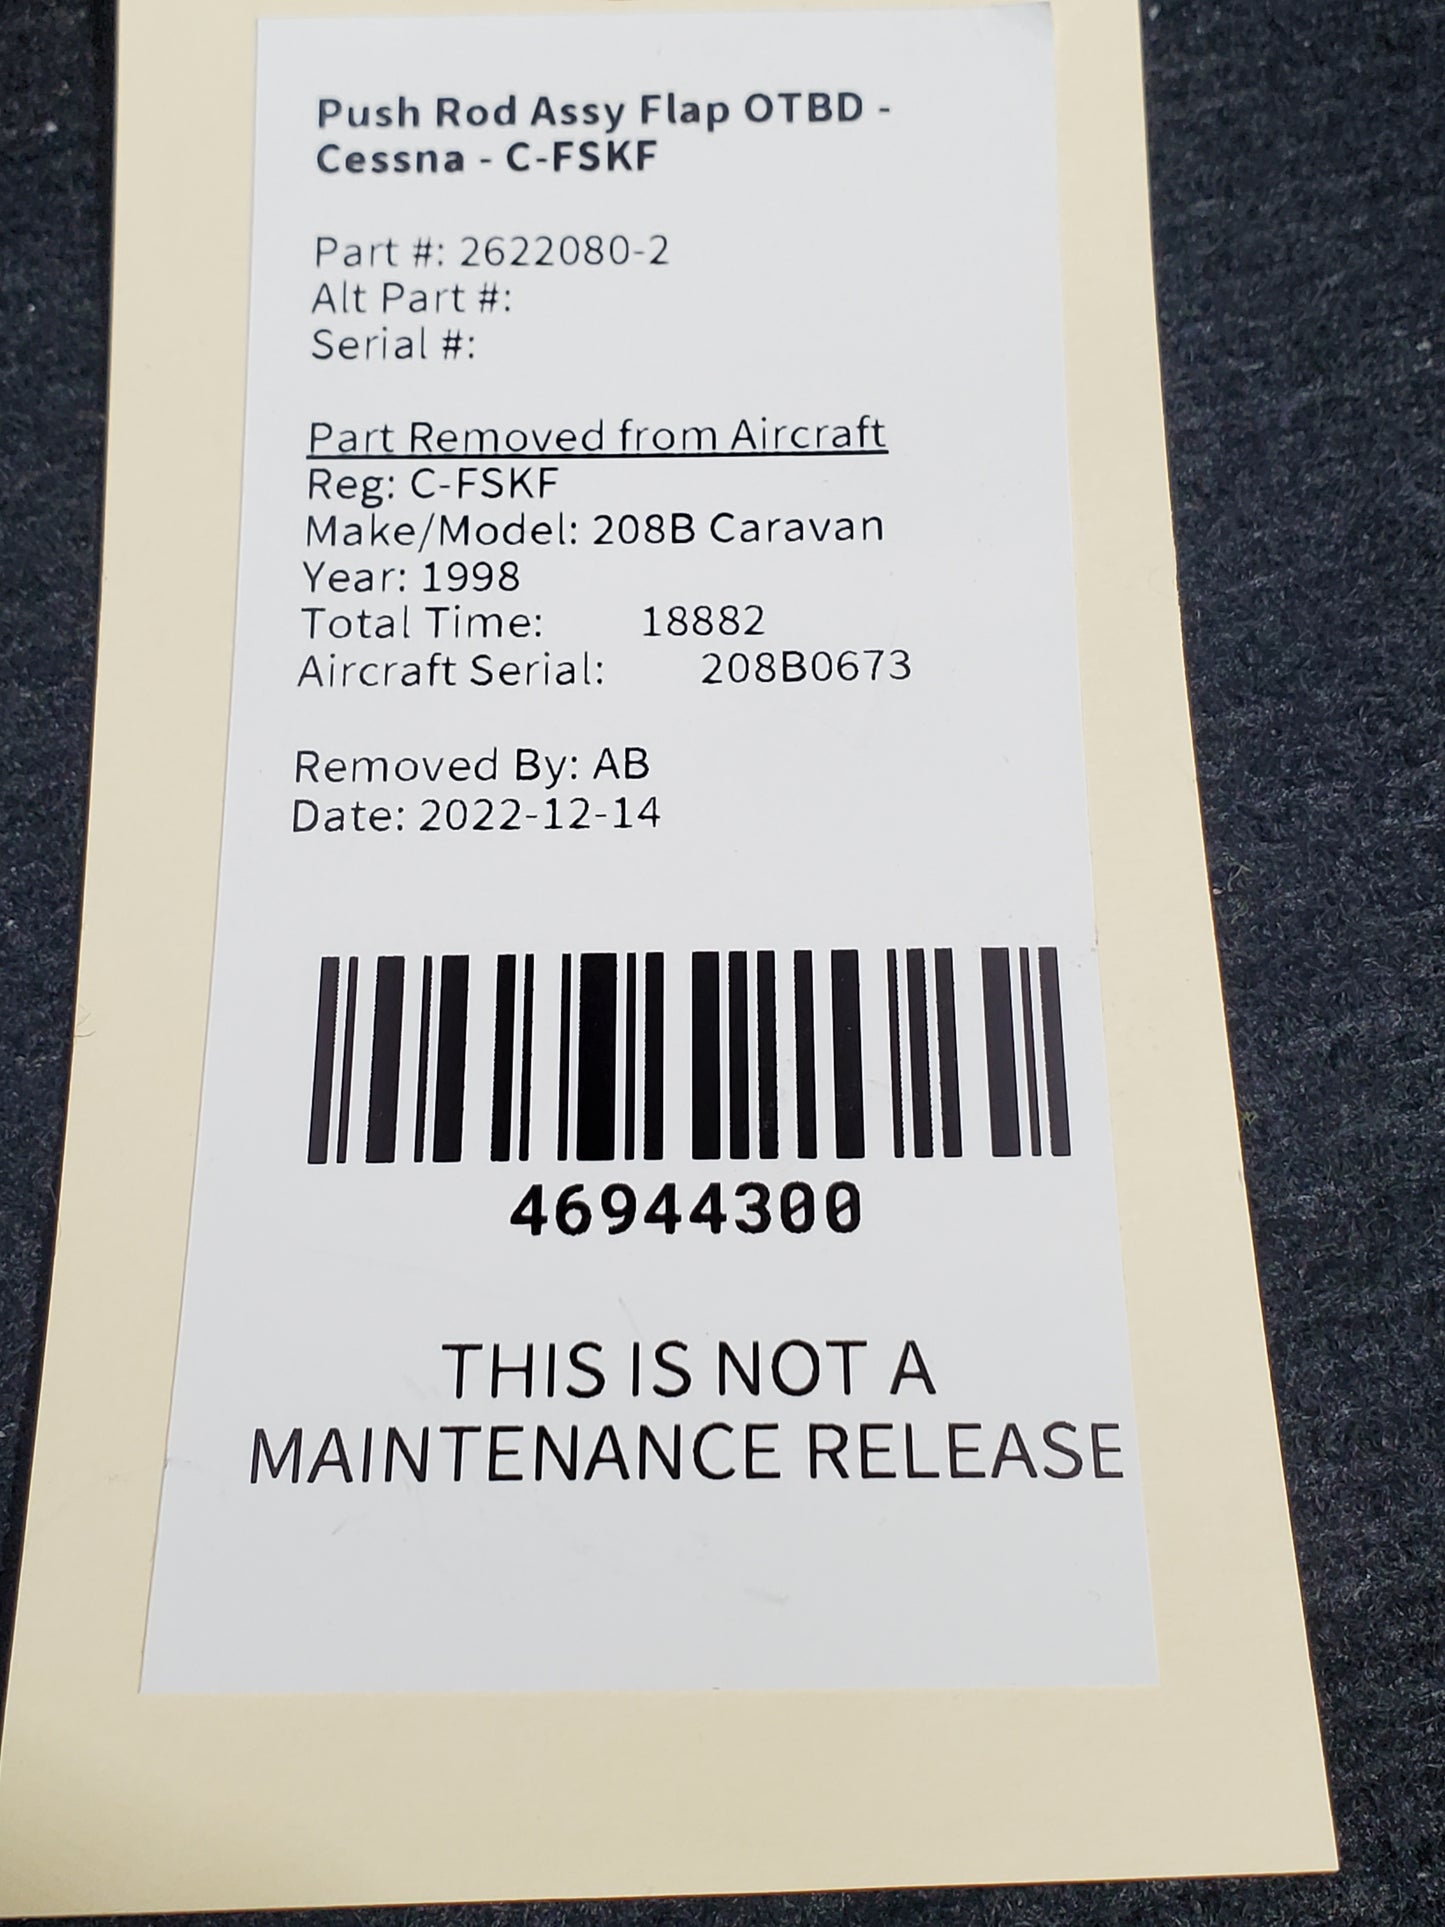 Push Rod Assy Flap OTBD -
Cessna - C-FSKF
Part #: 2622080-2
Alt Part #:
Serial #:
Part Removed from Aircraft
Reg: C-FSKF
Make/Model: 208B Caravan
Year: 1998
Total Time: 18882
Aircraft Serial: 208B0673
Removed By: AB
Date: 2022-12-14
46944300
THIS IS NOT A
MAINTENANCE RELEASE